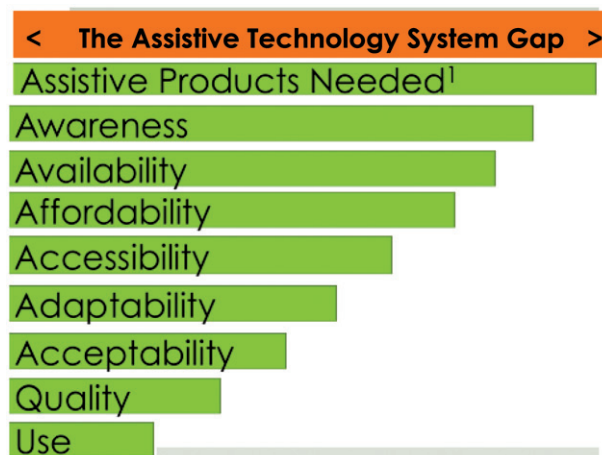 < The Assistive Technology System Gap >
Assistive Products Needed¹
Awareness
Availability
Affordability
Accessibility
Adaptability
Acceptability
Quality
Use